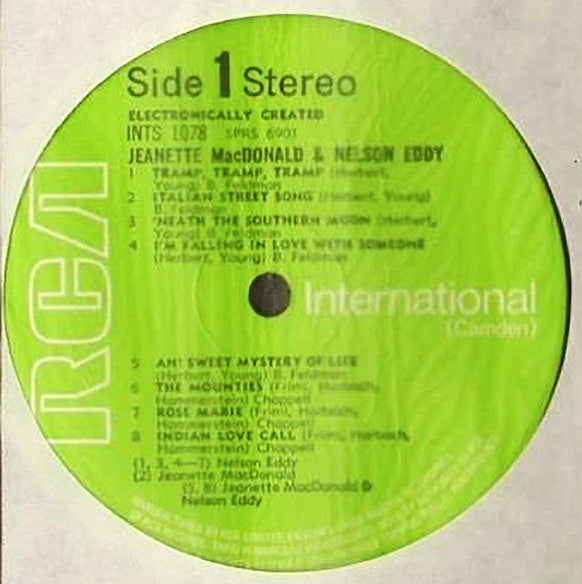 Side 1 Stereo
ELECTRONICALLY CREATED
INTS 1078 SPRS 6901
JEANETTE MacDONALD & NELSON EDDY
1 TRAMP, TRAMP, TRAMP (Herbert,
Young) B. Feldman
2 ITALIAN STREET SONG (Herbert, Young)
B. Feldman
3 'NEATH THE SOUTHERN MOON (Herbert,
Young) B. Feldman
4 I'M FALLING IN LOVE WITH SOMEONE
(Herbert, Young) B. Feldman
RCA
International
(Camden)
5 AH! SWEET MYSTERY OF LIFE
(Herbert, Young) B. Feldman
6 THE MOUNTIES (Friml, Harbach,
Hammerstein) Chappell
7 ROSE MARIE (Friml, Harbach,
Hammerstein) Chappell
8 INDIAN LOVE CALL (Friml, Harbach,
Hammerstein) Chappell
(1, 3, 4—7) Nelson Eddy
(2) Jeanette MacDonald
(5, 8) Jeanette MacDonald &
Nelson Eddy